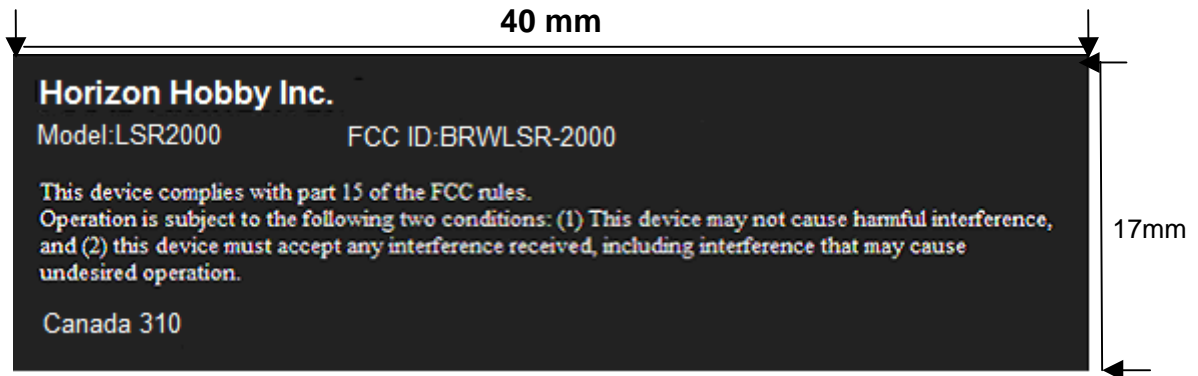 40 mm
Horizon Hobby Inc.
Model:LSR2000 FCC ID:BRWLSR-2000
This device complies with part 15 of the FCC rules.
Operation is subject to the following two conditions: (1) This device may not cause harmful interference,
and (2) this device must accept any interference received, including interference that may cause
undesired operation.
17mm
Canada 310